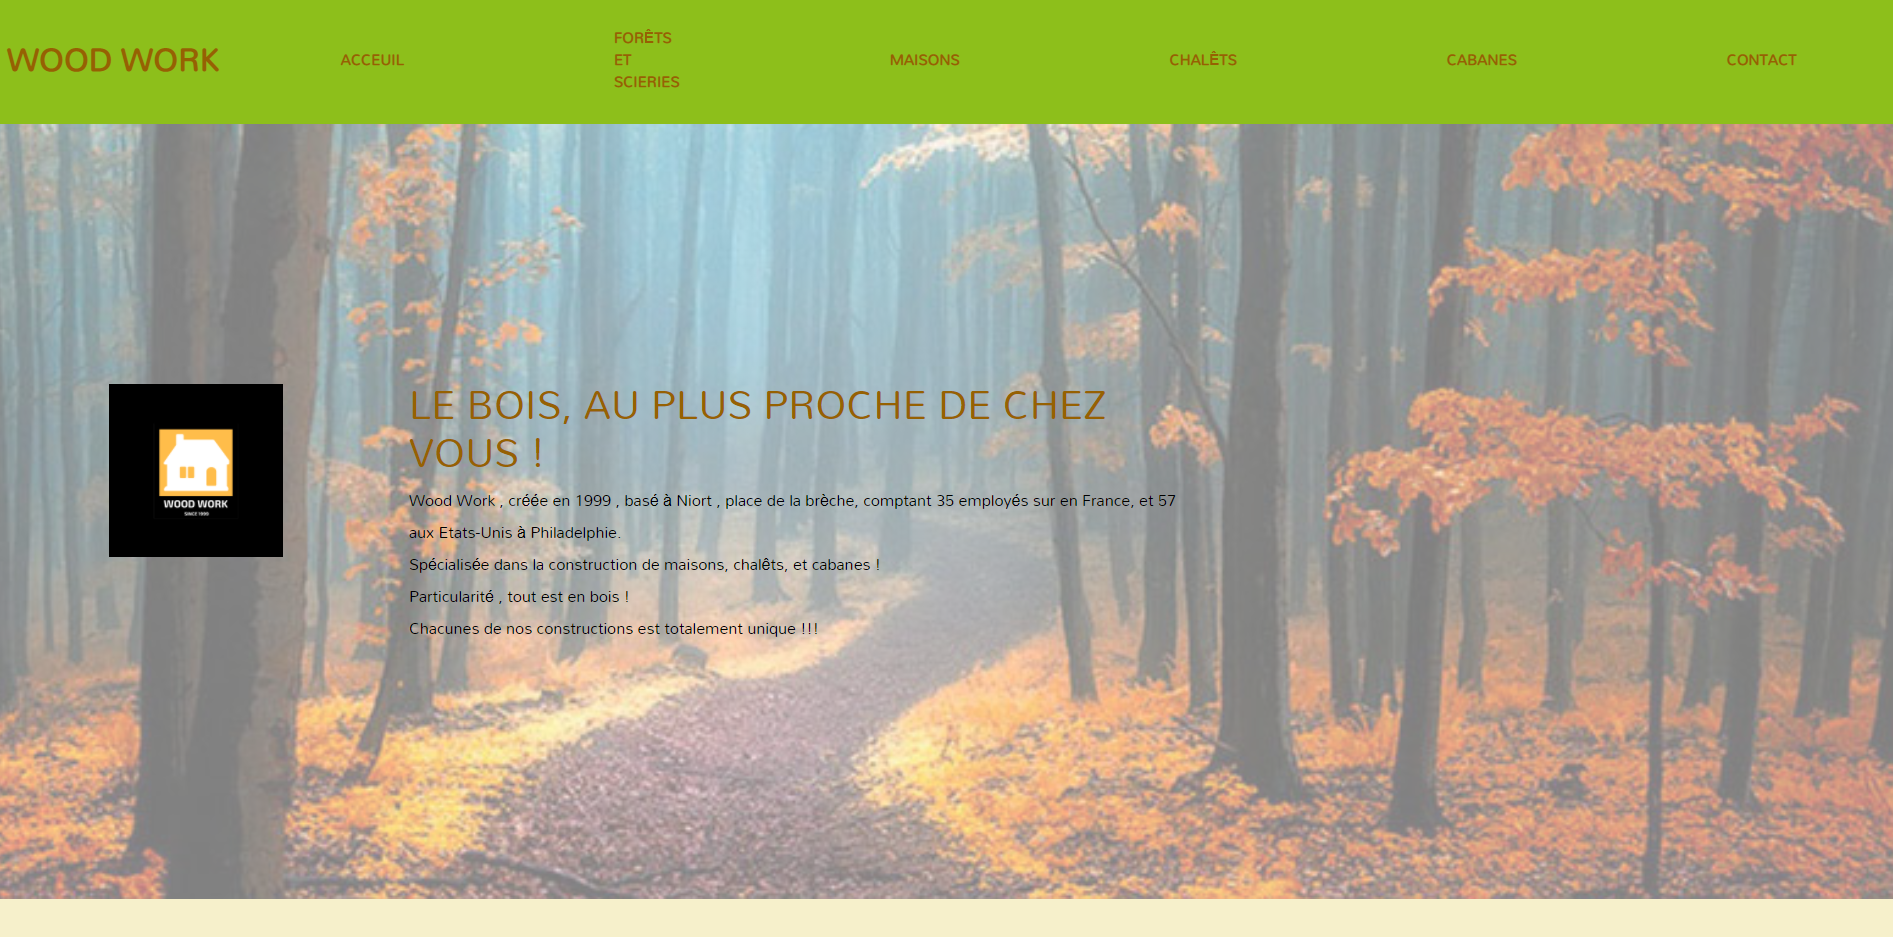 WOOD WORK
ACCEUIL
FORÊTS
ET
SCIERIES
MAISONS
CHALÊTS
CABANES
CONTACT
WOOD WORK
SINCE 1999
LE BOIS, AU PLUS PROCHE DE CHEZ
VOUS !
Wood Work , créée en 1999 , basé à Niort , place de la brèche, comptant 35 employés sur en France, et 57
aux Etats-Unis à Philadelphie.
Spécialisée dans la construction de maisons, chalêts, et cabanes !
Particularité , tout est en bois !
Chacunes de nos constructions est totalement unique !!!